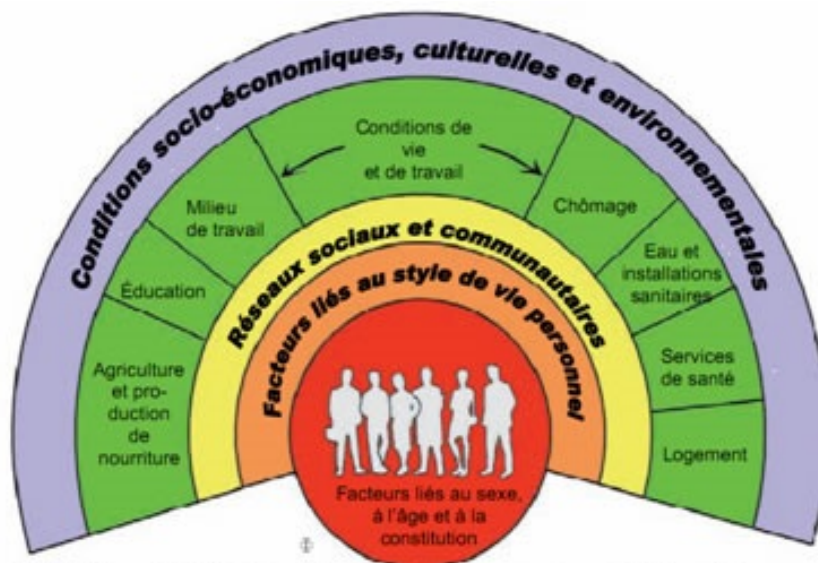 Conditions socio-économiques, culturelles et environnementales
Conditions de
vie
et de travail
Milieu
de travail
Chômage
Éducation
Eau et
installations
sanitaires
Agriculture
et pro-
duction
de
nourriture
Services
de santé
Logement
Réseaux sociaux et communautaires
Facteurs liés au style de vie personnel
Facteurs liés au sexe,
à l'âge et à la
constitution